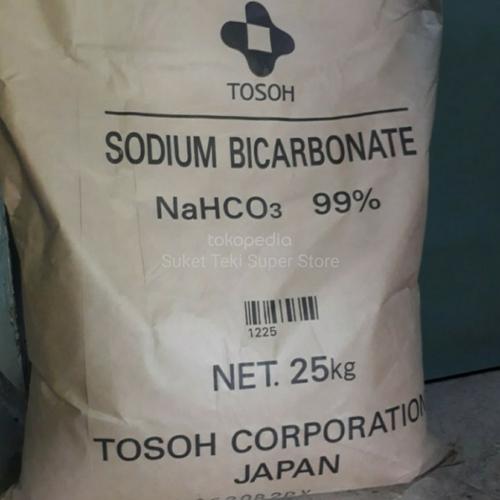 TOSOH
SODIUM BICARBONATE
NaHCO3 99%
tokopedia
Suket Teki Super Store
1225
NET. 25kg
TOSOH CORPORATION
JAPAN